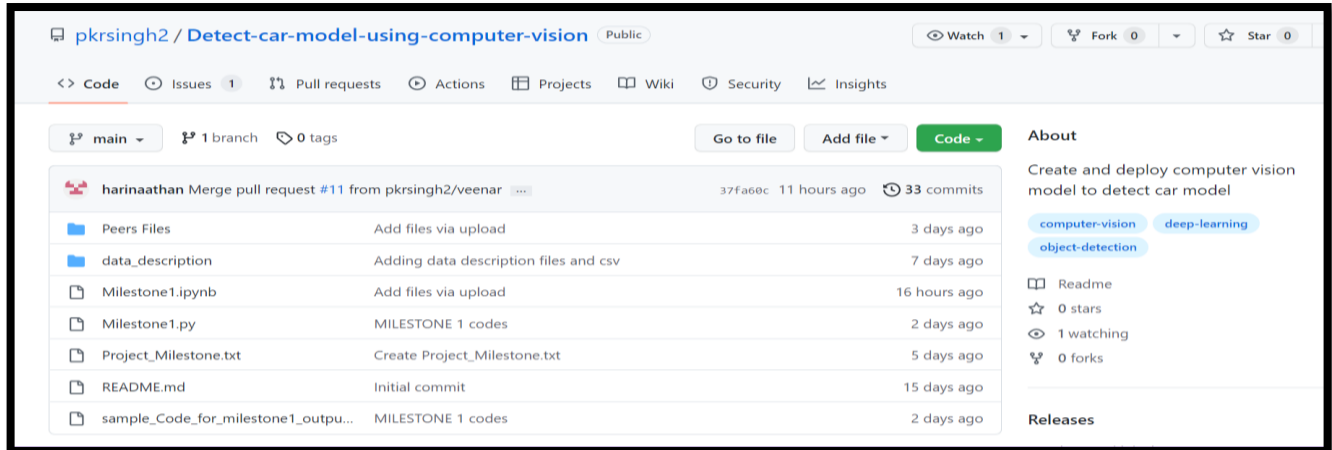 pkrsingh2 / Detect-car-model-using-computer-vision Public
Watch 1 Fork 0 Star 0
Code Issues 1 Pull requests Actions Projects Wiki Security Insights
main 1 branch 0 tags Go to file Add file Code
harinaathan Merge pull request #11 from pkrsingh2/veenar ... 37fa60c 11 hours ago 33 commits
Peers Files Add files via upload 3 days ago
data_description Adding data description files and csv 7 days ago
Milestone1.ipynb Add files via upload 16 hours ago
Milestone1.py MILESTONE 1 codes 2 days ago
Project_Milestone.txt Create Project_Milestone.txt 5 days ago
README.md Initial commit 15 days ago
sample_Code_for_milestone1_outpu... MILESTONE 1 codes 2 days ago
About
Create and deploy computer vision
model to detect car model
computer-vision deep-learning
object-detection
Readme
0 stars
1 watching
0 forks
Releases